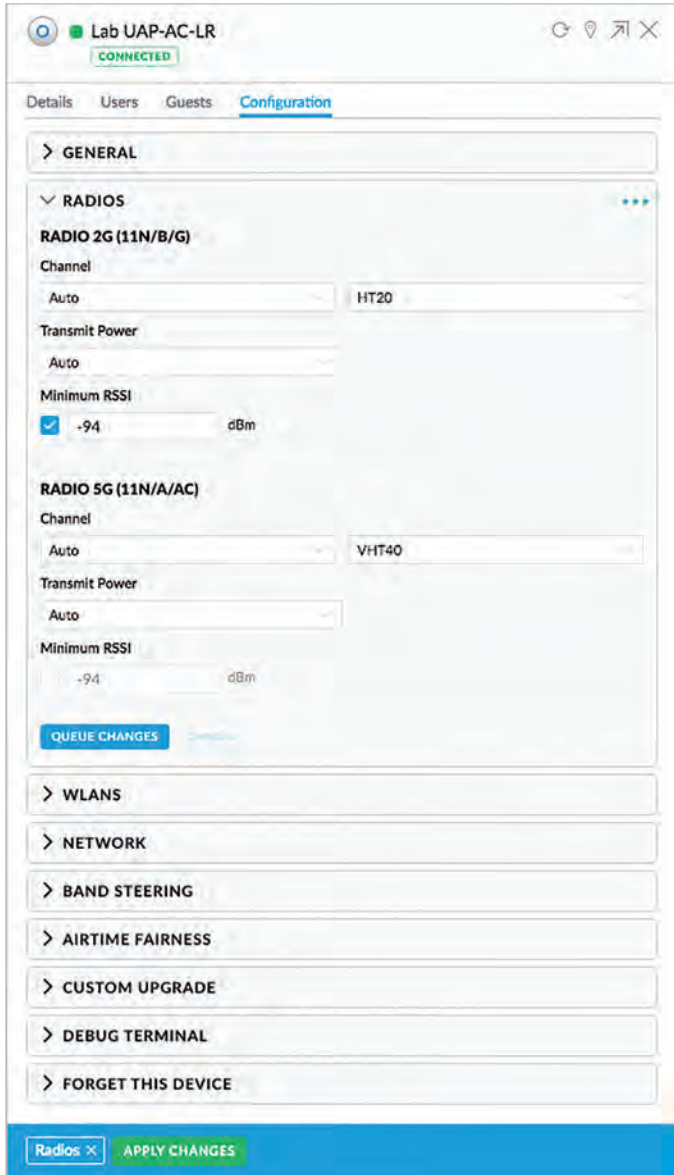 Lab UAP-AC-LR
CONNECTED
Details Users Guests Configuration
GENERAL
RADIOS
RADIO 2G (11N/B/G)
Channel
Auto HT20
Transmit Power
Auto
Minimum RSSI
-94 dBm
RADIO 5G (11N/A/AC)
Channel
Auto VHT40
Transmit Power
Auto
Minimum RSSI
-94 dBm
QUEUE CHANGES
WLANS
NETWORK
BAND STEERING
AIRTIME FAIRNESS
CUSTOM UPGRADE
DEBUG TERMINAL
FORGET THIS DEVICE
Radios × APPLY CHANGES